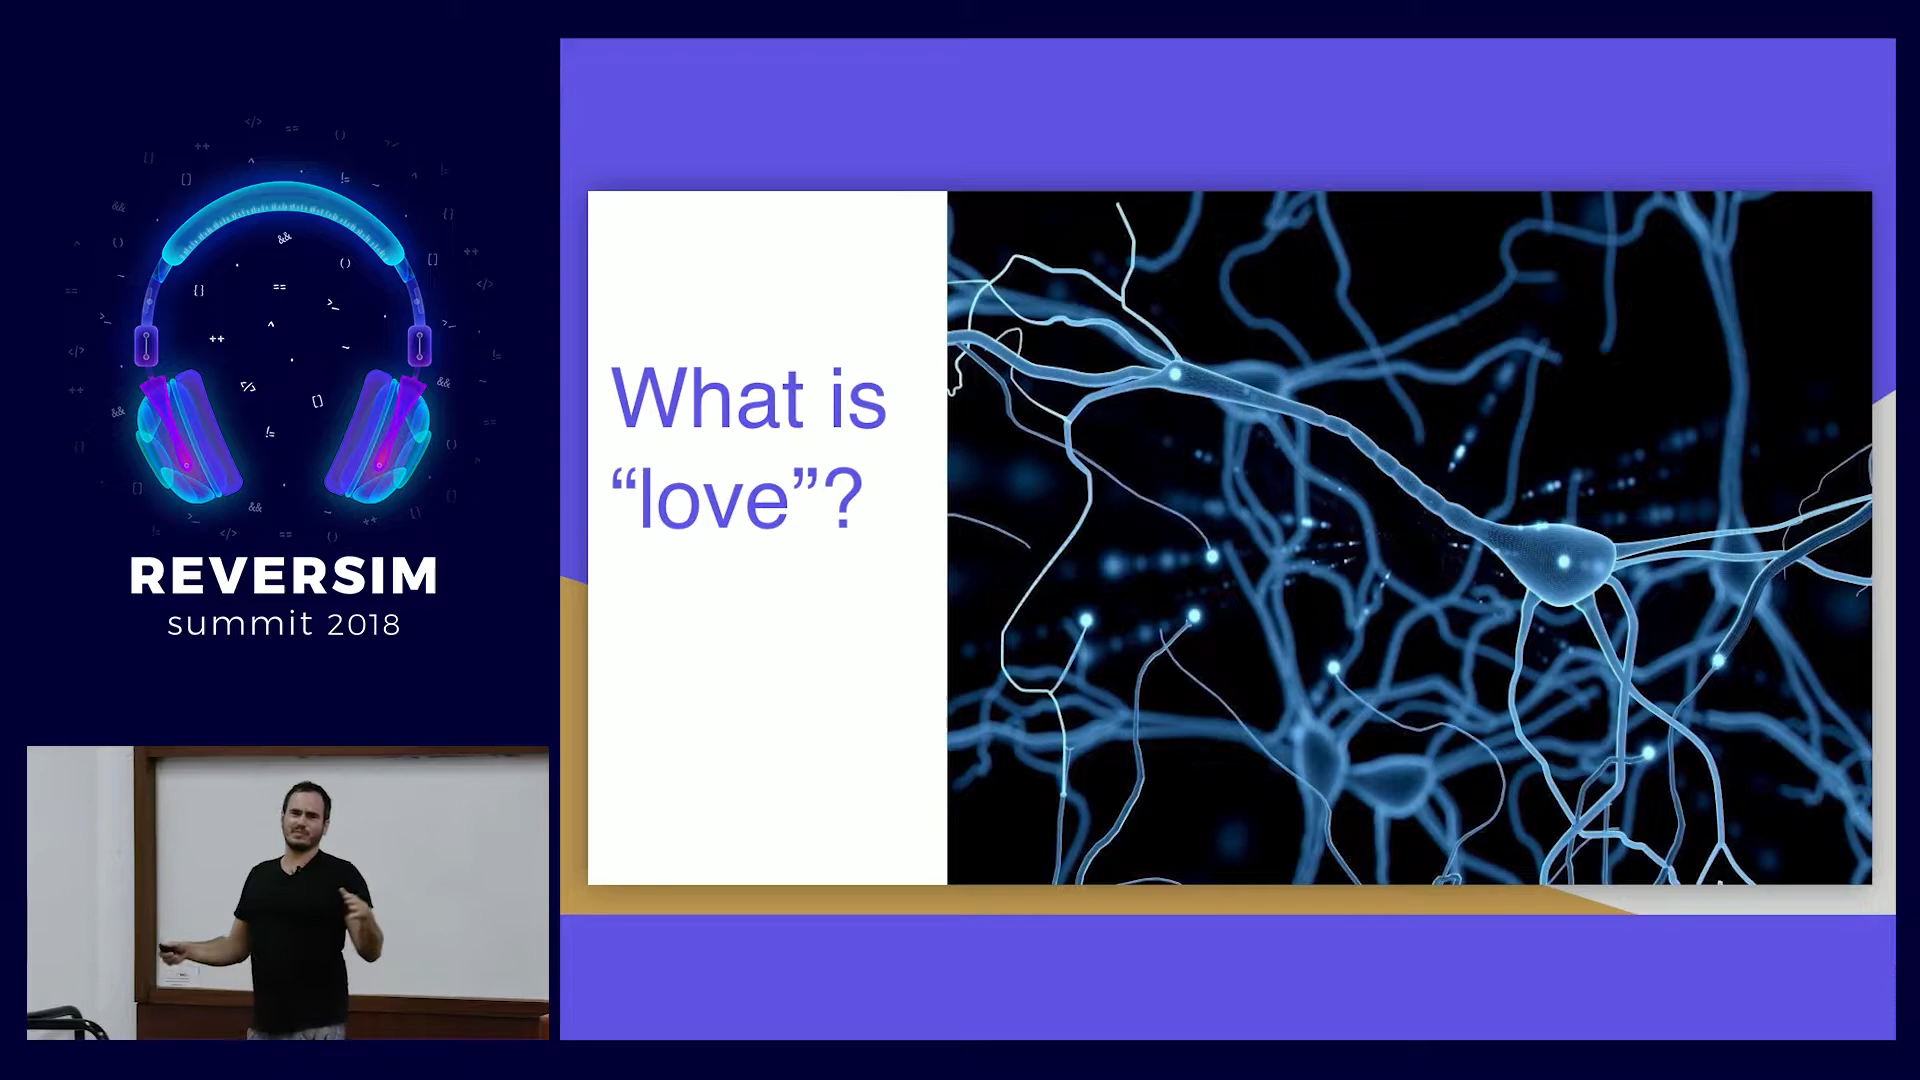 REVERSIM
summit 2018
What is
“love”?